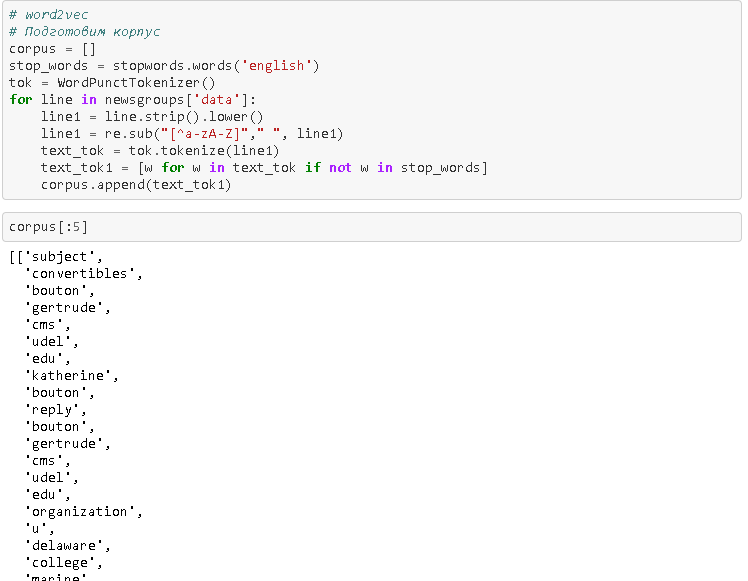 # word2vec
# Подготовим корпус
corpus = []
stop_words = stopwords.words('english')
tok = WordPunctTokenizer()
for line in newsgroups['data']:
    line1 = line.strip().lower()
    line1 = re.sub("[^a-zA-Z]"," ", line1)
    text_tok = tok.tokenize(line1)
    text_tok1 = [w for w in text_tok if not w in stop_words]
    corpus.append(text_tok1)
corpus[:5]
[['subject',
  'convertibles',
  'bouton',
  'gertrude',
  'cms',
  'udel',
  'edu',
  'katherine',
  'bouton',
  'reply',
  'bouton',
  'gertrude',
  'cms',
  'udel',
  'edu',
  'organization',
  'u',
  'delaware',
  'college',
  'marine'